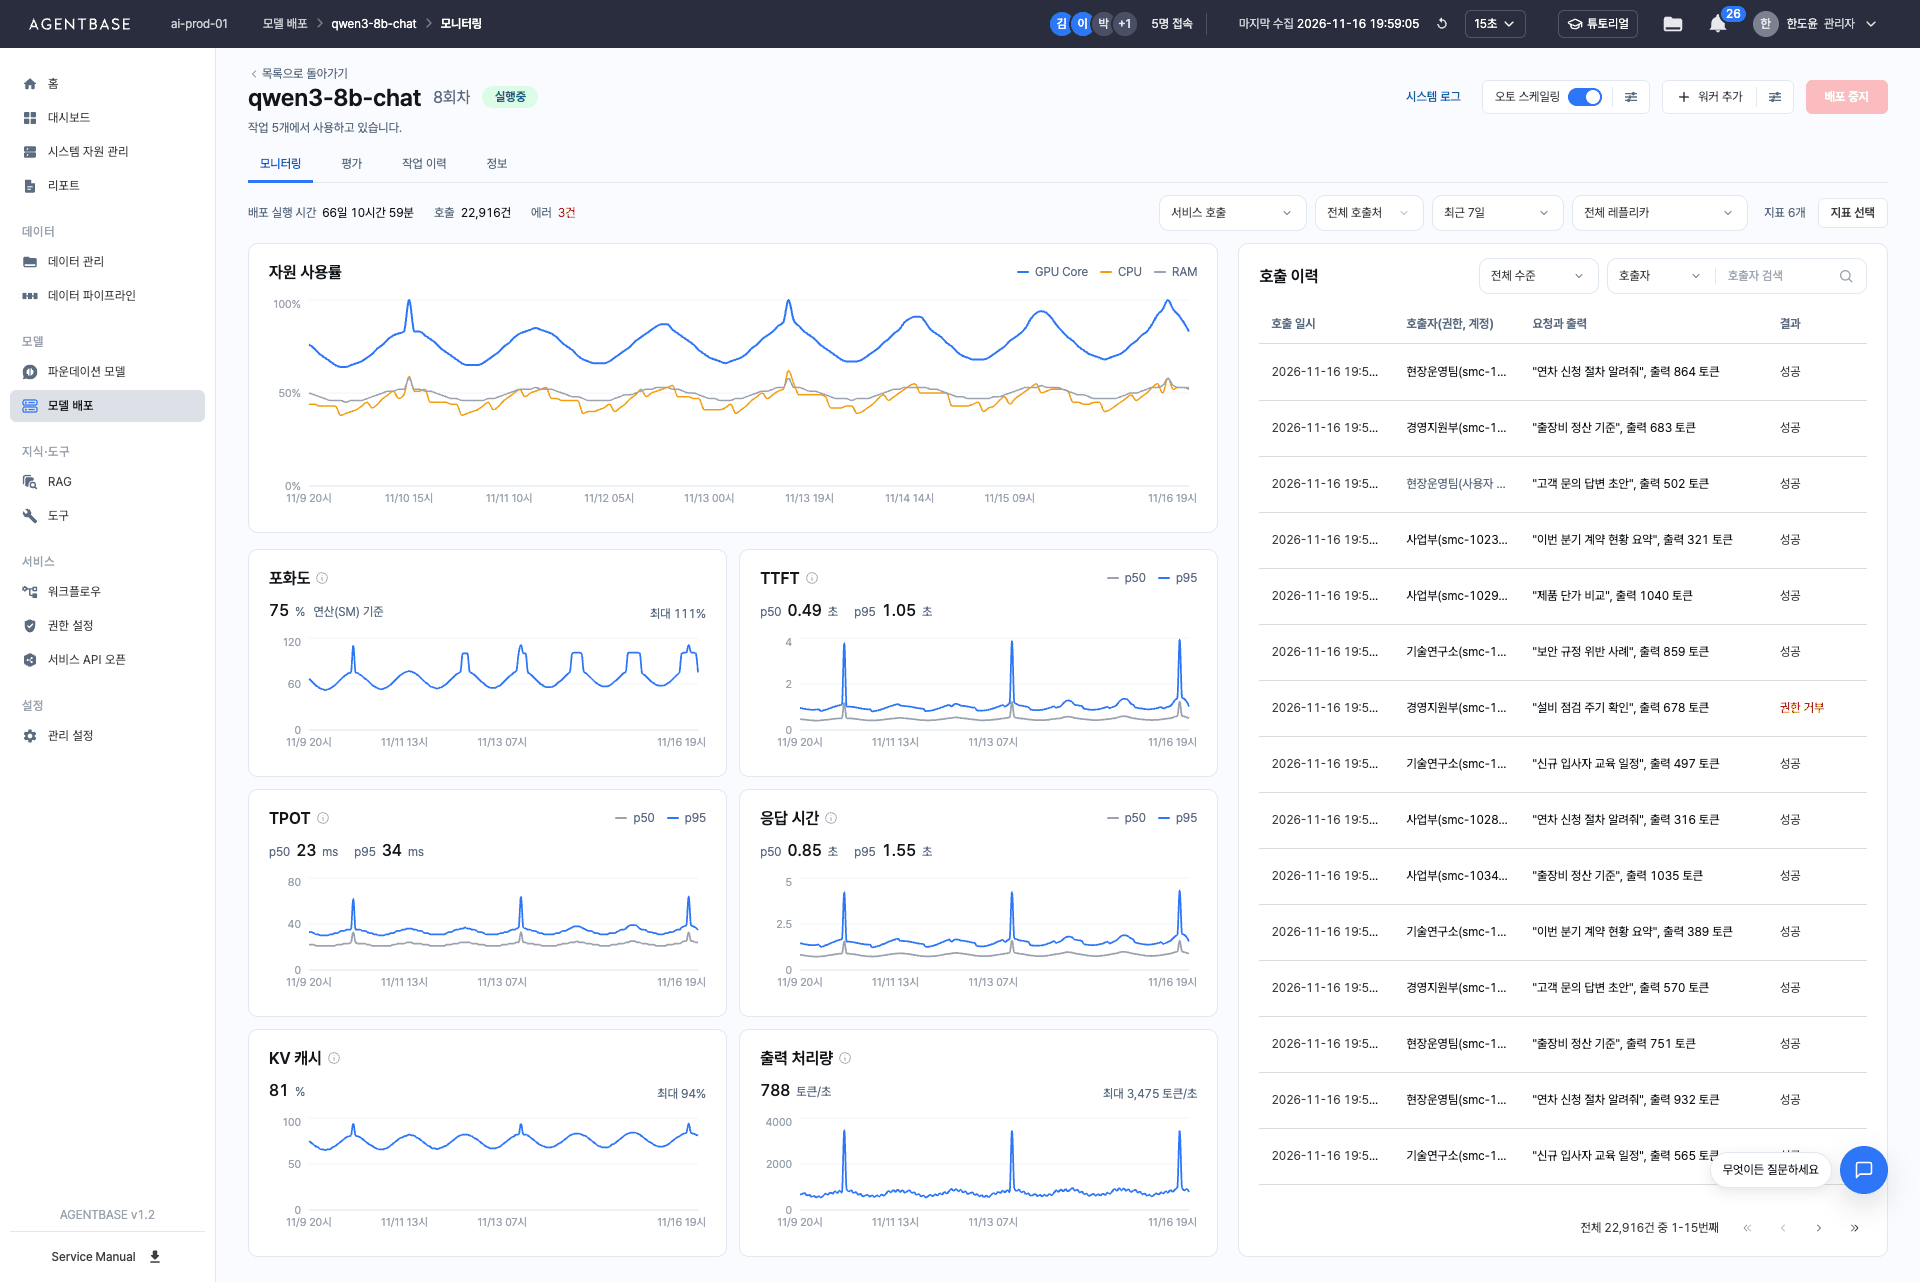 AGENTBASE
ai-prod-01
모델 배포 > qwen3-8b-chat > 모니터링
김 이 박 +1 5명 접속
마지막 수집 2026-11-16 19:59:05
15초
튜토리얼
26
한 한도윤 관리자
홈
대시보드
시스템 자원 관리
리포트
데이터
데이터 관리
데이터 파이프라인
모델
파운데이션 모델
모델 배포
지식·도구
RAG
도구
서비스
워크플로우
권한 설정
서비스 API 오픈
설정
관리 설정
AGENTBASE v1.2
Service Manual
목록으로 돌아가기
qwen3-8b-chat 8회차 실행중
작업 5개에서 사용하고 있습니다.
시스템 로그
오토 스케일링
워커 추가
배포 중지
모니터링 평가 작업 이력 정보
배포 실행 시간 66일 10시간 59분 호출 22,916건 에러 3건
서비스 호출
전체 호출처
최근 7일
전체 레플리카
지표 6개
지표 선택
자원 사용률
GPU Core CPU RAM
100%
50%
0%
11/9 20시 11/10 15시 11/11 10시 11/12 05시 11/13 00시 11/13 19시 11/14 14시 11/15 09시 11/16 19시
포화도
75 % 연산(SM) 기준 최대 111%
120
60
0
11/9 20시 11/11 13시 11/13 07시 11/16 19시
TTFT
p50 p95
p50 0.49 초 p95 1.05 초
4
2
0
11/9 20시 11/11 13시 11/13 07시 11/16 19시
TPOT
p50 p95
p50 23 ms p95 34 ms
80
40
0
11/9 20시 11/11 13시 11/13 07시 11/16 19시
응답 시간
p50 p95
p50 0.85 초 p95 1.55 초
5
2.5
0
11/9 20시 11/11 13시 11/13 07시 11/16 19시
KV 캐시
81 % 최대 94%
100
50
0
11/9 20시 11/11 13시 11/13 07시 11/16 19시
출력 처리량
788 토큰/초 최대 3,475 토큰/초
4000
2000
0
11/9 20시 11/11 13시 11/13 07시 11/16 19시
호출 이력
전체 수준
호출자
호출자 검색
호출 일시 호출자(권한, 계정) 요청과 출력 결과
2026-11-16 19:5... 현장운영팀(smc-1... "연차 신청 절차 알려줘", 출력 864 토큰 성공
2026-11-16 19:5... 경영지원부(smc-1... "출장비 정산 기준", 출력 683 토큰 성공
2026-11-16 19:5... 현장운영팀(사용자 ... "고객 문의 답변 초안", 출력 502 토큰 성공
2026-11-16 19:5... 사업부(smc-1023... "이번 분기 계약 현황 요약", 출력 321 토큰 성공
2026-11-16 19:5... 사업부(smc-1029... "제품 단가 비교", 출력 1040 토큰 성공
2026-11-16 19:5... 기술연구소(smc-1... "보안 규정 위반 사례", 출력 859 토큰 성공
2026-11-16 19:5... 경영지원부(smc-1... "설비 점검 주기 확인", 출력 678 토큰 권한 거부
2026-11-16 19:5... 기술연구소(smc-1... "신규 입사자 교육 일정", 출력 497 토큰 성공
2026-11-16 19:5... 사업부(smc-1028... "연차 신청 절차 알려줘", 출력 316 토큰 성공
2026-11-16 19:5... 사업부(smc-1034... "출장비 정산 기준", 출력 1035 토큰 성공
2026-11-16 19:5... 기술연구소(smc-1... "이번 분기 계약 현황 요약", 출력 389 토큰 성공
2026-11-16 19:5... 경영지원부(smc-1... "고객 문의 답변 초안", 출력 570 토큰 성공
2026-11-16 19:5... 현장운영팀(smc-1... "출장비 정산 기준", 출력 751 토큰 성공
2026-11-16 19:5... 현장운영팀(smc-1... "연차 신청 절차 알려줘", 출력 932 토큰 성공
2026-11-16 19:5... 기술연구소(smc-1... "신규 입사자 교육 일정", 출력 565 토큰
무엇이든 질문하세요
전체 22,916건 중 1-15번째